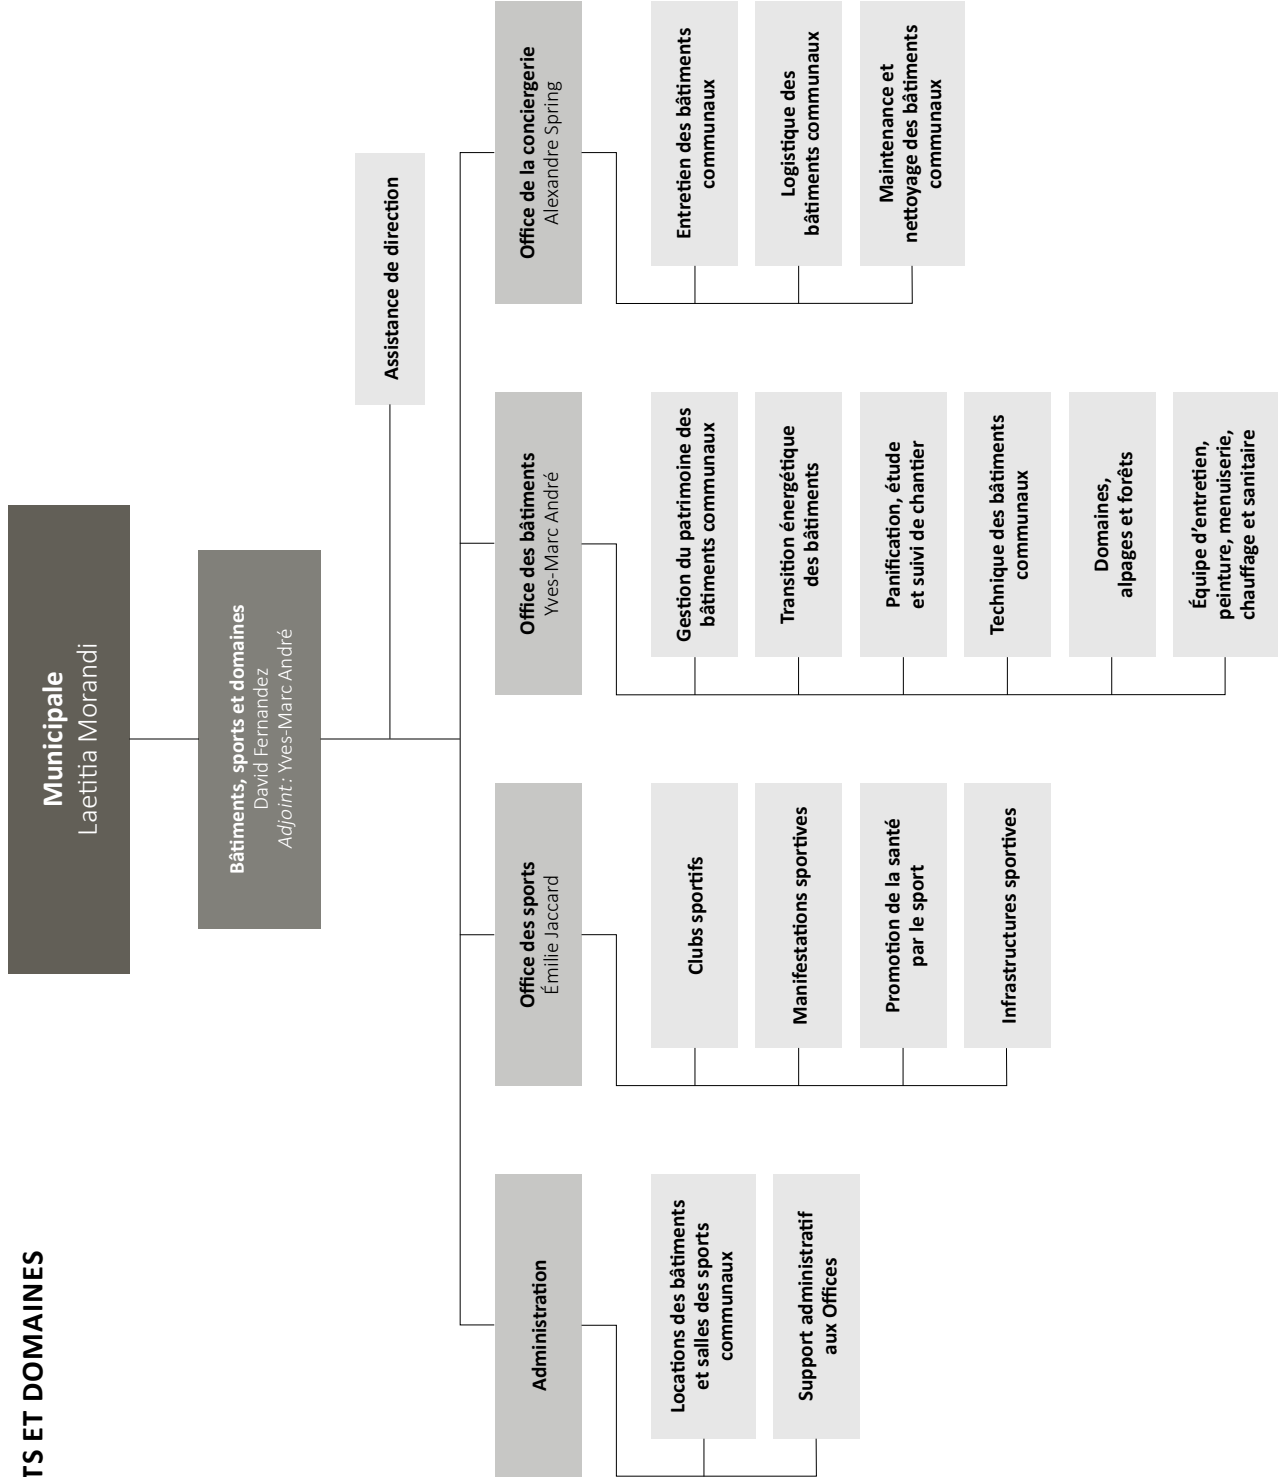 TS ET DOMAINES
Municipale
Laetitia Morandi
Bâtiments, sports et domaines
David Fernandez
Adjoint : Yves-Marc André
Assistance de direction
Administration
Locations des bâtiments
et salles des sports
communaux
Support administratif
aux Offices
Office des sports
Émilie Jaccard
Clubs sportifs
Manifestations sportives
Promotion de la santé
par le sport
Infrastructures sportives
Office des bâtiments
Yves-Marc André
Gestion du patrimoine des
bâtiments communaux
Transition énergétique
des bâtiments
Panification, étude
et suivi de chantier
Technique des bâtiments
communaux
Domaines,
alpages et forêts
Équipe d’entretien,
peinture, menuiserie,
chauffage et sanitaire
Office de la conciergerie
Alexandre Spring
Entretien des bâtiments
communaux
Logistique des
bâtiments communaux
Maintenance et
nettoyage des bâtiments
communaux